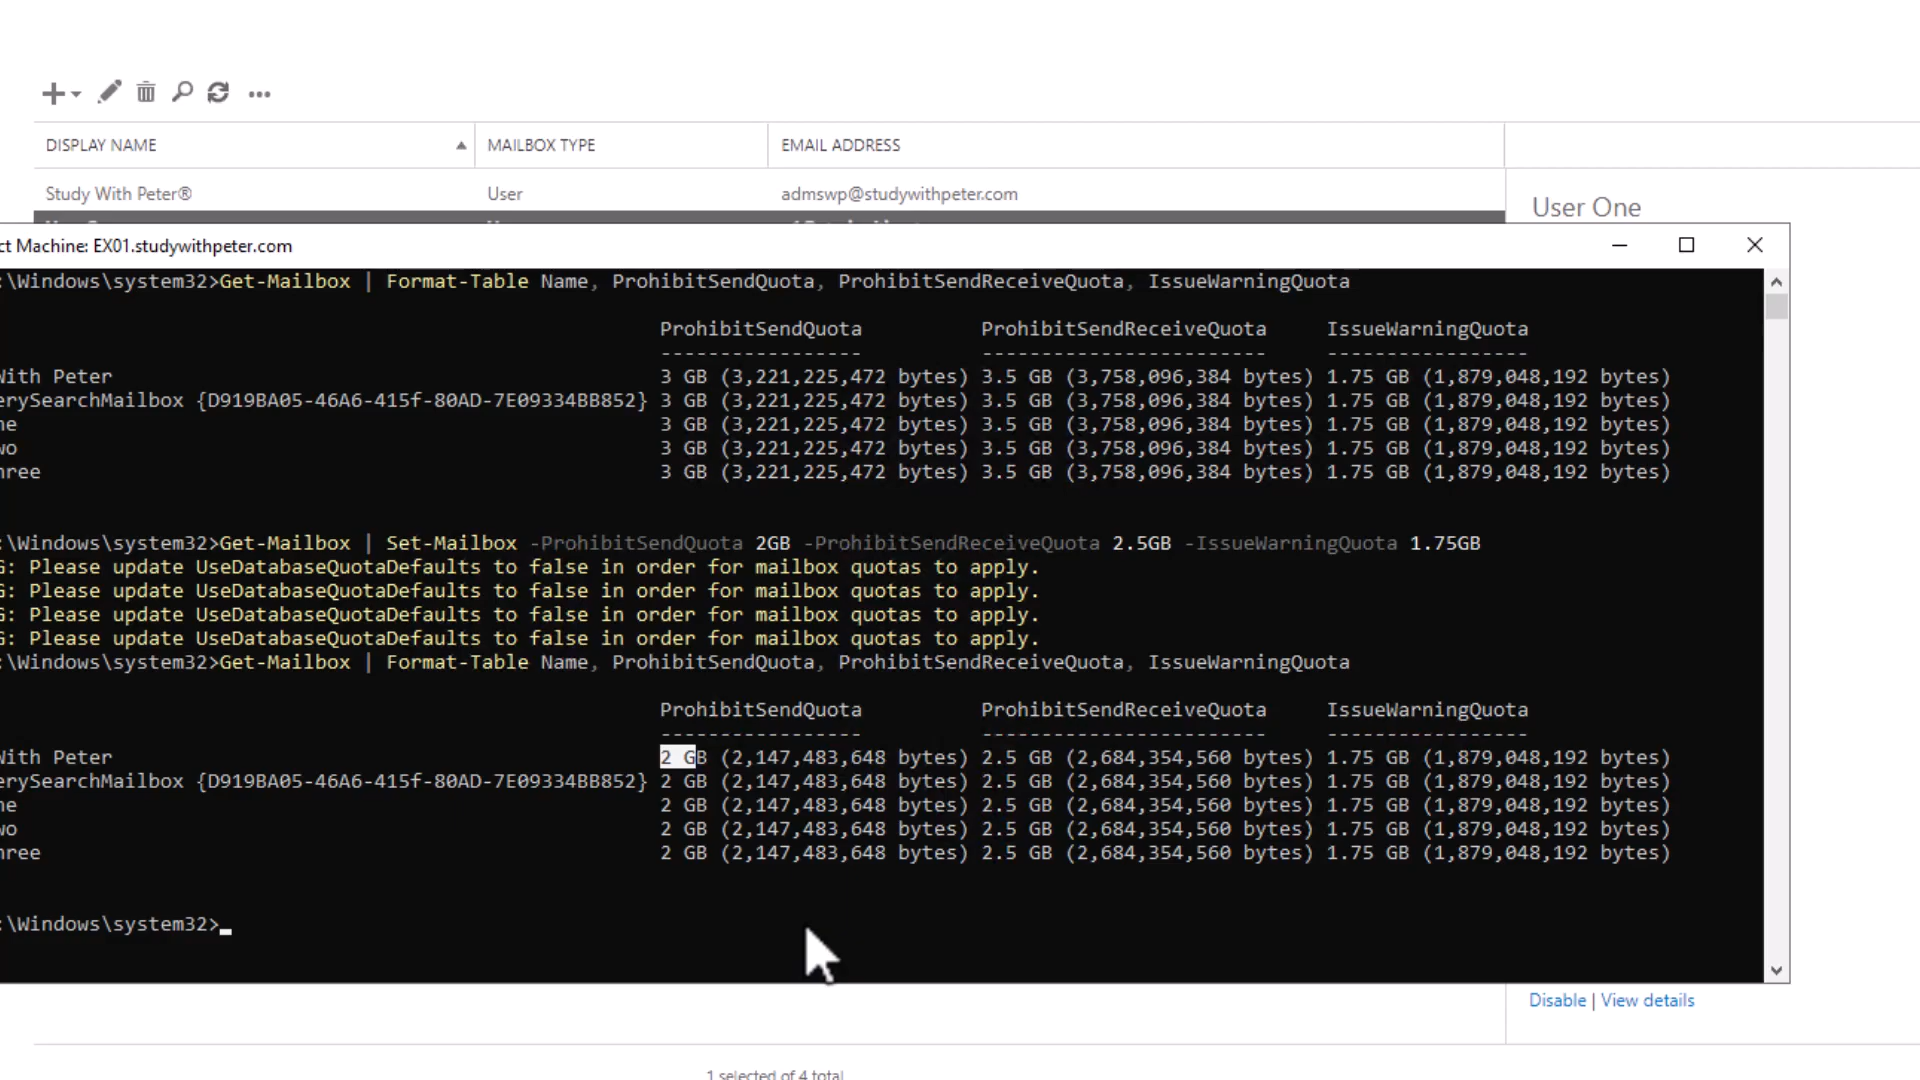 DISPLAY NAME MAILBOX TYPE EMAIL ADDRESS
Study With Peter® User admswp@studywithpeter.com
User One
ct Machine: EX01.studywithpeter.com
:\Windows\system32>Get-Mailbox | Format-Table Name, ProhibitSendQuota, ProhibitSendReceiveQuota, IssueWarningQuota
ProhibitSendQuota ProhibitSendReceiveQuota IssueWarningQuota
----------------- ------------------------ -----------------
With Peter 3 GB (3,221,225,472 bytes) 3.5 GB (3,758,096,384 bytes) 1.75 GB (1,879,048,192 bytes)
erySearchMailbox {D919BA05-46A6-415f-80AD-7E09334BB852} 3 GB (3,221,225,472 bytes) 3.5 GB (3,758,096,384 bytes) 1.75 GB (1,879,048,192 bytes)
ne 3 GB (3,221,225,472 bytes) 3.5 GB (3,758,096,384 bytes) 1.75 GB (1,879,048,192 bytes)
wo 3 GB (3,221,225,472 bytes) 3.5 GB (3,758,096,384 bytes) 1.75 GB (1,879,048,192 bytes)
hree 3 GB (3,221,225,472 bytes) 3.5 GB (3,758,096,384 bytes) 1.75 GB (1,879,048,192 bytes)
:\Windows\system32>Get-Mailbox | Set-Mailbox -ProhibitSendQuota 2GB -ProhibitSendReceiveQuota 2.5GB -IssueWarningQuota 1.75GB
G: Please update UseDatabaseQuotaDefaults to false in order for mailbox quotas to apply.
G: Please update UseDatabaseQuotaDefaults to false in order for mailbox quotas to apply.
G: Please update UseDatabaseQuotaDefaults to false in order for mailbox quotas to apply.
G: Please update UseDatabaseQuotaDefaults to false in order for mailbox quotas to apply.
:\Windows\system32>Get-Mailbox | Format-Table Name, ProhibitSendQuota, ProhibitSendReceiveQuota, IssueWarningQuota
ProhibitSendQuota ProhibitSendReceiveQuota IssueWarningQuota
----------------- ------------------------ -----------------
With Peter 2 GB (2,147,483,648 bytes) 2.5 GB (2,684,354,560 bytes) 1.75 GB (1,879,048,192 bytes)
erySearchMailbox {D919BA05-46A6-415f-80AD-7E09334BB852} 2 GB (2,147,483,648 bytes) 2.5 GB (2,684,354,560 bytes) 1.75 GB (1,879,048,192 bytes)
ne 2 GB (2,147,483,648 bytes) 2.5 GB (2,684,354,560 bytes) 1.75 GB (1,879,048,192 bytes)
wo 2 GB (2,147,483,648 bytes) 2.5 GB (2,684,354,560 bytes) 1.75 GB (1,879,048,192 bytes)
hree 2 GB (2,147,483,648 bytes) 2.5 GB (2,684,354,560 bytes) 1.75 GB (1,879,048,192 bytes)
:\Windows\system32>
Disable | View details
1 selected of 4 total